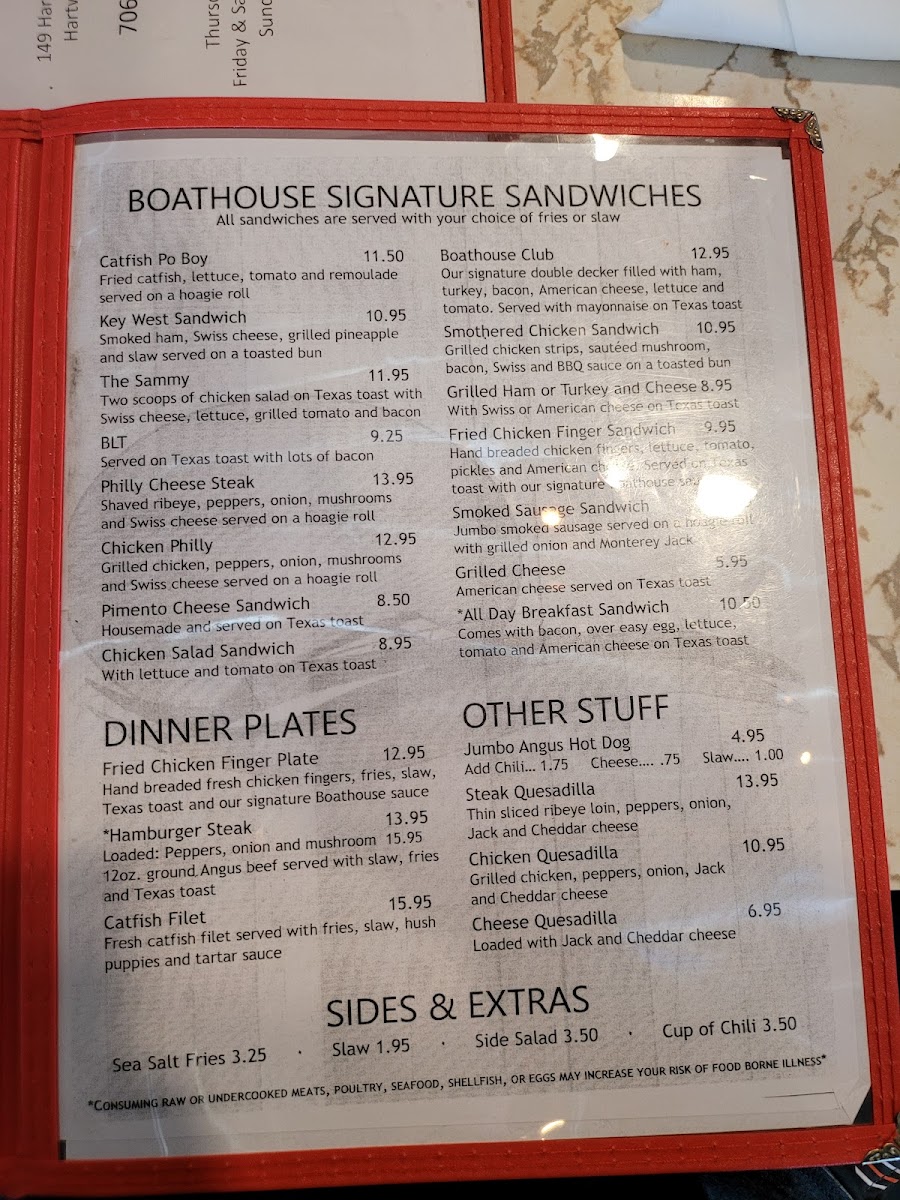 149 Har
Hartw
706
Thurs
Friday & Sa
Sund
BOATHOUSE SIGNATURE SANDWICHES
All sandwiches are served with your choice of fries or slaw
Catfish Po Boy 11.50
Fried catfish, lettuce, tomato and remoulade
served on a hoagie roll
Key West Sandwich 10.95
Smoked ham, Swiss cheese, grilled pineapple
and slaw served on a toasted bun
The Sammy 11.95
Two scoops of chicken salad on Texas toast with
Swiss cheese, lettuce, grilled tomato and bacon
BLT 9.25
Served on Texas toast with lots of bacon
Philly Cheese Steak 13.95
Shaved ribeye, peppers, onion, mushrooms
and Swiss cheese served on a hoagie roll
Chicken Philly 12.95
Grilled chicken, peppers, onion, mushrooms
and Swiss cheese served on a hoagie roll
Pimento Cheese Sandwich 8.50
Housemade and served on Texas toast
Chicken Salad Sandwich 8.95
With lettuce and tomato on Texas toast
Boathouse Club 12.95
Our signature double decker filled with ham,
turkey, bacon, American cheese, lettuce and
tomato. Served with mayonnaise on Texas toast
Smothered Chicken Sandwich 10.95
Grilled chicken strips, sautéed mushroom,
bacon, Swiss and BBQ sauce on a toasted bun
Grilled Ham or Turkey and Cheese 8.95
With Swiss or American cheese on Texas toast
Fried Chicken Finger Sandwich 9.95
Hand breaded chicken fingers, lettuce, tomato,
pickles and American Served on Texas
toast with our signature
Smoked Sausage Sandwich
Jumbo smoked sausage served on a hoagie roll
with grilled onion and Monterey Jack
Grilled Cheese 5.95
American cheese served on Texas toast
*All Day Breakfast Sandwich 10.50
Comes with bacon, over easy egg, lettuce,
tomato and American cheese on Texas toast
DINNER PLATES
Fried Chicken Finger Plate 12.95
Hand breaded fresh chicken fingers, fries, slaw,
Texas toast and our signature Boathouse sauce
*Hamburger Steak 13.95
Loaded: Peppers, onion and mushroom 15.95
12oz. ground Angus beef served with slaw, fries
and Texas toast
Catfish Filet 15.95
Fresh catfish filet served with fries, slaw, hush
puppies and tartar sauce
OTHER STUFF
Jumbo Angus Hot Dog 4.95
Add Chili... 1.75 Cheese.... .75 Slaw.... 1.00
Steak Quesadilla 13.95
Thin sliced ribeye loin, peppers, onion,
Jack and Cheddar cheese
Chicken Quesadilla 10.95
Grilled chicken, peppers, onion, Jack
and Cheddar cheese
Cheese Quesadilla 6.95
Loaded with Jack and Cheddar cheese
SIDES & EXTRAS
Sea Salt Fries 3.25 · Slaw 1.95 · Side Salad 3.50 · Cup of Chili 3.50
*CONSUMING RAW OR UNDERCOOKED MEATS, POULTRY, SEAFOOD, SHELLFISH, OR EGGS MAY INCREASE YOUR RISK OF FOOD BORNE ILLNESS*